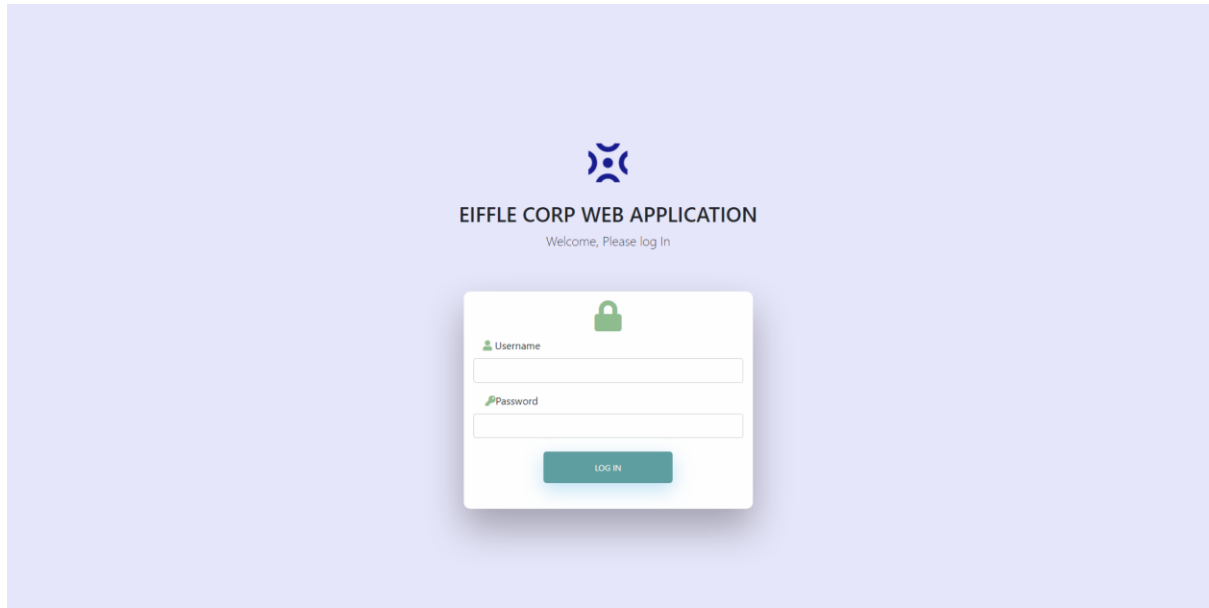 EIFFLE CORP WEB APPLICATION
Welcome, Please log In
Username
Password
LOG IN